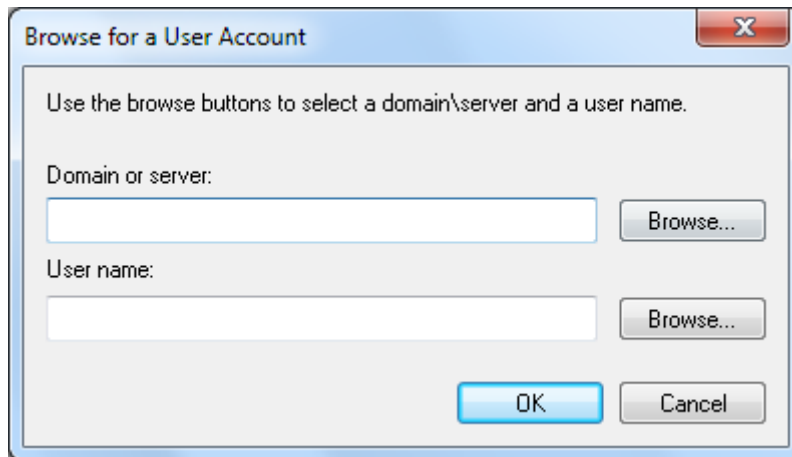 Browse for a User Account
Use the browse buttons to select a domain\server and a user name.
Domain or server:
Browse...
User name:
Browse...
OK
Cancel